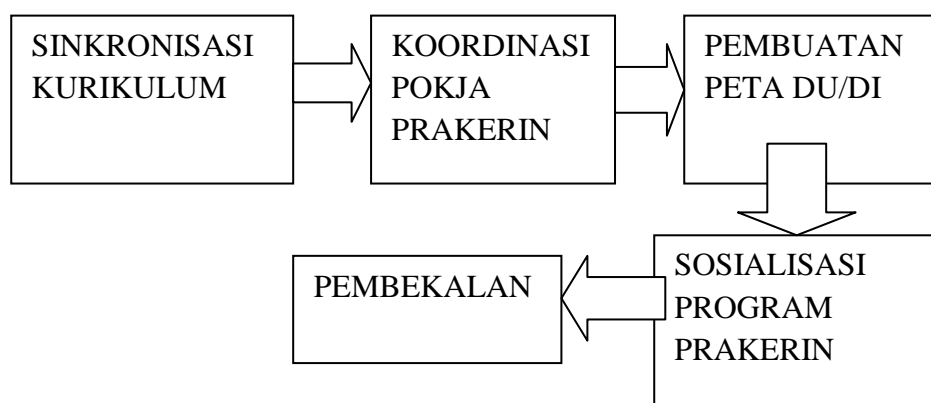 SINKRONISASI
KURIKULUM
KOORDINASI
POKJA
PRAKERIN
PEMBUATAN
PETA DU/DI
SOSIALISASI
PROGRAM
PRAKERIN
PEMBEKALAN